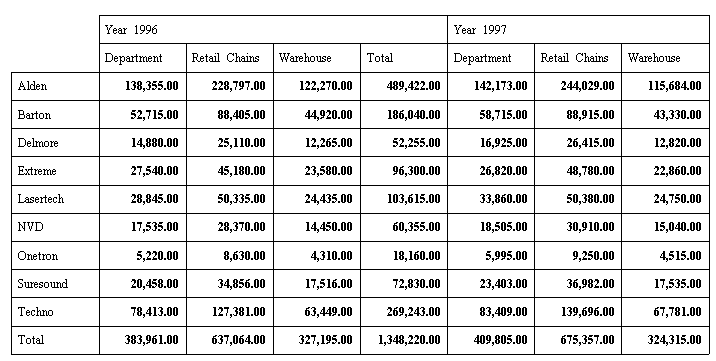 Year 1996 Year 1997
Department Retail Chains Warehouse Total Department Retail Chains Warehouse
Alden 138,355.00 228,797.00 122,270.00 489,422.00 142,173.00 244,029.00 115,684.00
Barton 52,715.00 88,405.00 44,920.00 186,040.00 58,715.00 88,915.00 43,330.00
Delmore 14,880.00 25,110.00 12,265.00 52,255.00 16,925.00 26,415.00 12,820.00
Extreme 27,540.00 45,180.00 23,580.00 96,300.00 26,820.00 48,780.00 22,860.00
Lasertech 28,845.00 50,335.00 24,435.00 103,615.00 33,860.00 50,380.00 24,750.00
NVD 17,535.00 28,370.00 14,450.00 60,355.00 18,505.00 30,910.00 15,040.00
Onetron 5,220.00 8,630.00 4,310.00 18,160.00 5,995.00 9,250.00 4,515.00
Suresound 20,458.00 34,856.00 17,516.00 72,830.00 23,403.00 36,982.00 17,535.00
Techno 78,413.00 127,381.00 63,449.00 269,243.00 83,409.00 139,696.00 67,781.00
Total 383,961.00 637,064.00 327,195.00 1,348,220.00 409,805.00 675,357.00 324,315.00